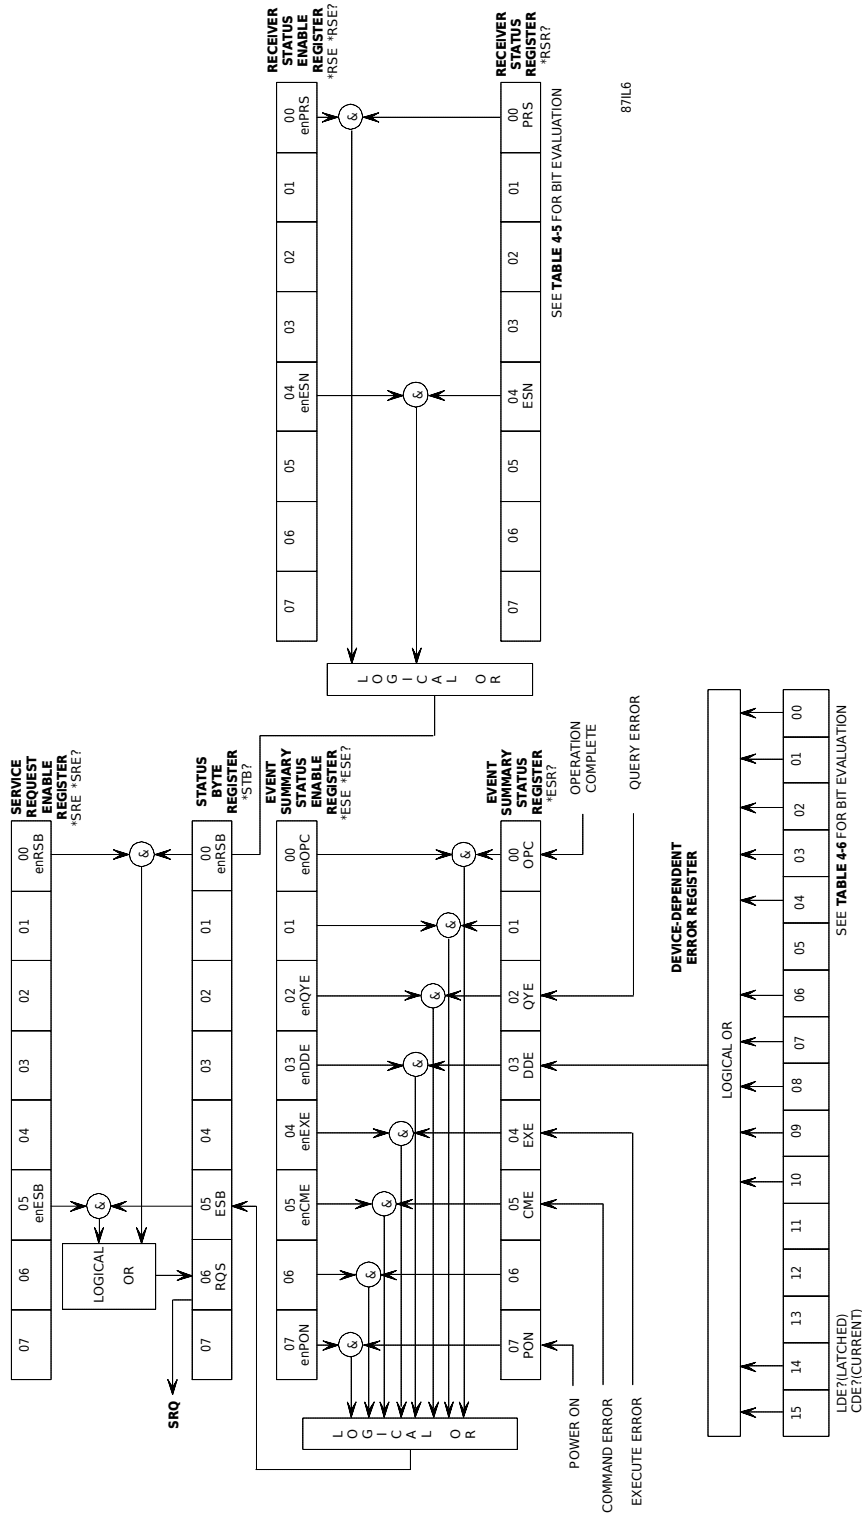 SERVICE
REQUEST
ENABLE
REGISTER
*SRE *SRE?
07
06
05
enESB
04
03
02
01
00
enRSB
&
&
LOGICAL
OR
SRQ
STATUS
BYTE
REGISTER
*STB?
07
06
RQS
05
ESB
04
03
02
01
00
enRSB
EVENT
SUMMARY
STATUS
ENABLE
REGISTER
*ESE *ESE?
07
enPON
06
05
enCME
04
enEXE
03
enDDE
02
enQYE
01
00
enOPC
&
&
&
&
&
&
&
&
LOGICAL OR
EVENT
SUMMARY
STATUS
REGISTER
*ESR?
07
PON
06
05
CME
04
EXE
03
DDE
02
QYE
01
00
OPC
POWER ON
COMMAND ERROR
EXECUTE ERROR
OPERATION
COMPLETE
QUERY ERROR
RECEIVER
STATUS
ENABLE
REGISTER
*RSE *RSE?
07
06
05
04
enESN
03
02
01
00
enPRS
&
&
LOGICAL OR
RECEIVER
STATUS
REGISTER
*RSR?
07
06
05
04
ESN
03
02
01
00
PRS
SEE TABLE 4-5 FOR BIT EVALUATION
87IL6
DEVICE-DEPENDENT
ERROR REGISTER
LOGICAL OR
15
14
13
12
11
10
09
08
07
06
05
04
03
02
01
00
LDE?(LATCHED)
CDE?(CURRENT)
SEE TABLE 4-6 FOR BIT EVALUATION